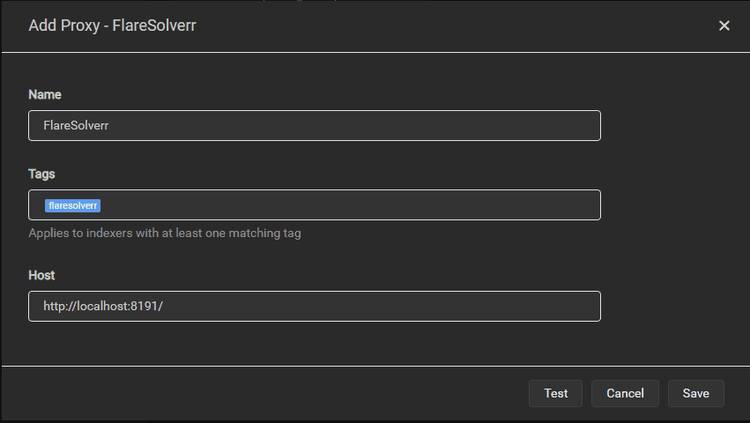 Add Proxy - FlareSolverr
Name
FlareSolverr
Tags
flaresolverr
Applies to indexers with at least one matching tag
Host
http://localhost:8191/
Test Cancel Save